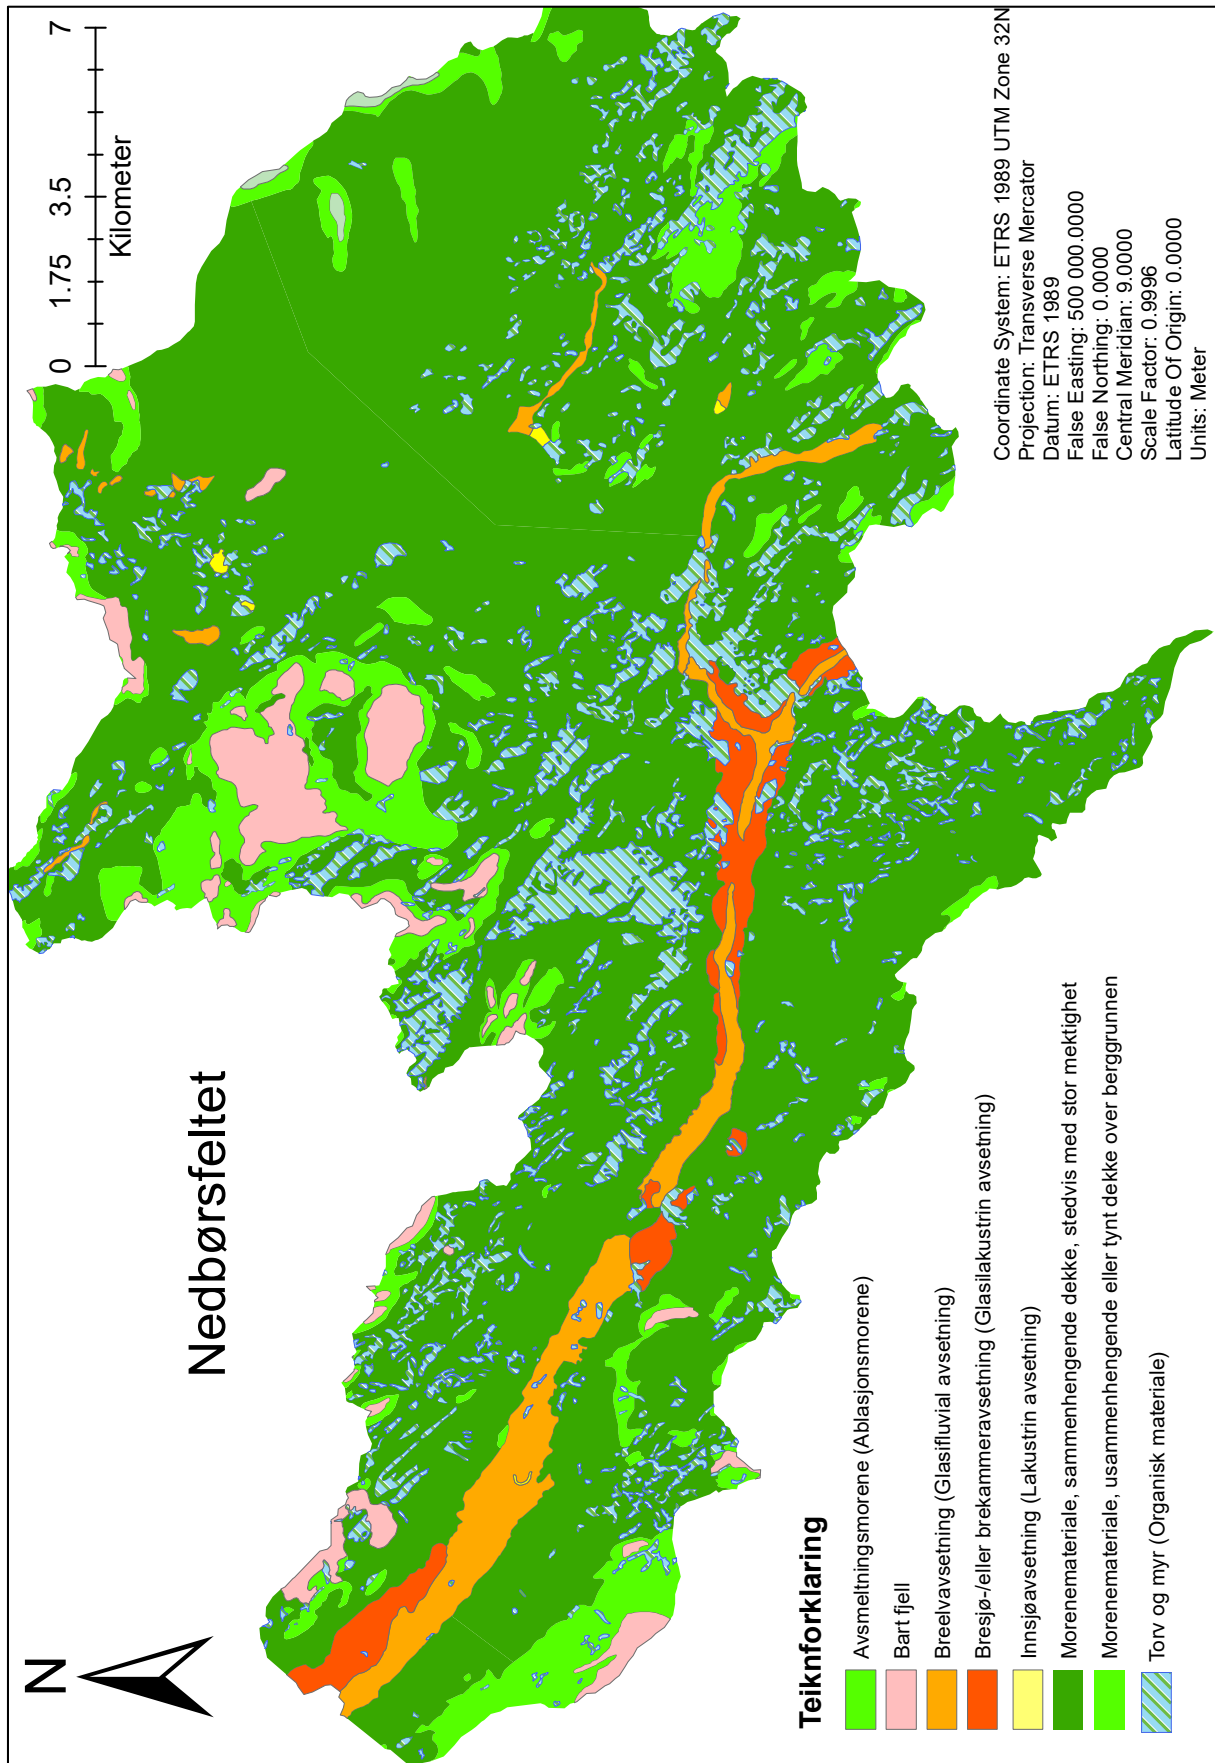 Nedbørsfeltet
N
0 1.75 3.5 7
Kilometer
Teiknforklaring
Avsmeltningsmorene (Ablasjonsmorene)
Bart fjell
Breelvavsetning (Glasifluvial avsetning)
Bresjø-/eller brekammeravsetning (Glasilakustrin avsetning)
Innsjøavsetning (Lakustrin avsetning)
Morenemateriale, sammenhengende dekke, stedvis med stor mektighet
Morenemateriale, usammenhengende eller tynt dekke over berggrunnen
Torv og myr (Organisk materiale)
Coordinate System: ETRS 1989 UTM Zone 32N
Projection: Transverse Mercator
Datum: ETRS 1989
False Easting: 500 000.0000
False Northing: 0.0000
Central Meridian: 9.0000
Scale Factor: 0.9996
Latitude Of Origin: 0.0000
Units: Meter